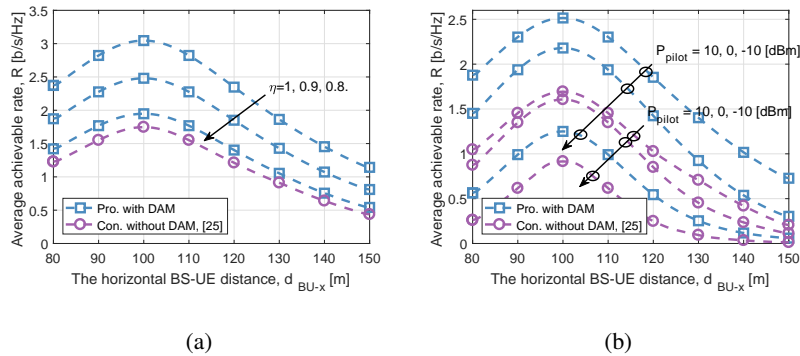 (a)
Average achievable rate, R [b/s/Hz]
3.5
3
2.5
2
1.5
1
0.5
0
η=1, 0.9, 0.8.
Pro. with DAM
Con. without DAM, [25]
80 90 100 110 120 130 140 150
The horizontal BS-UE distance, d BU-x [m]
(a)
(b)
Average achievable rate, R [b/s/Hz]
2.5
2
1.5
1
0.5
0
P pilot = 10, 0, -10 [dBm]
P pilot = 10, 0, -10 [dBm]
Pro. with DAM
Con. without DAM, [25]
80 90 100 110 120 130 140 150
The horizontal BS-UE distance, d BU-x [m]
(b)